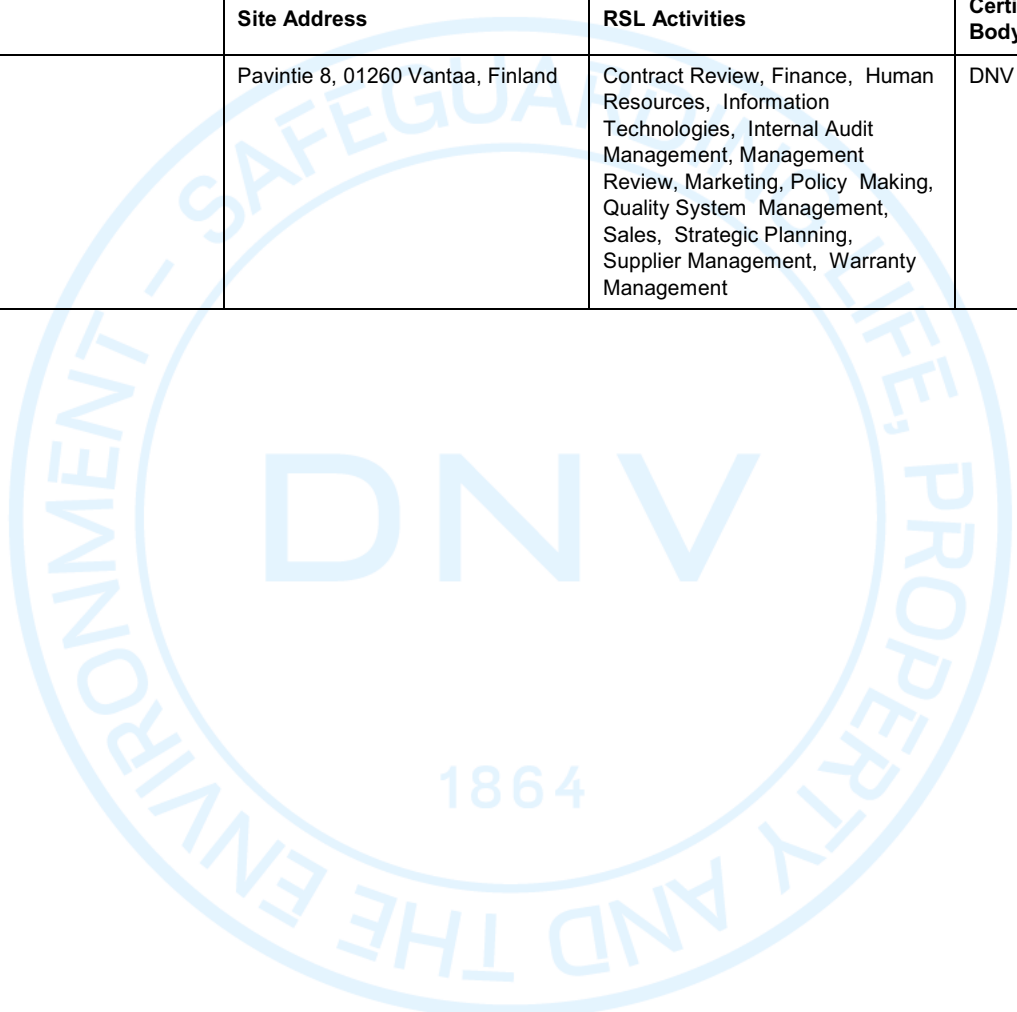 Site Address
RSL Activities
Body
Pavintie 8, 01260 Vantaa, Finland
Contract Review, Finance, Human
Resources, Information
Technologies, Internal Audit
Management, Management
Review, Marketing, Policy Making,
Quality System Management,
Sales, Strategic Planning,
Supplier Management, Warranty
Management
DNV
SAFEGUARDING LIFE, PROPERTY AND THE ENVIRONMENT -
DNV
1864